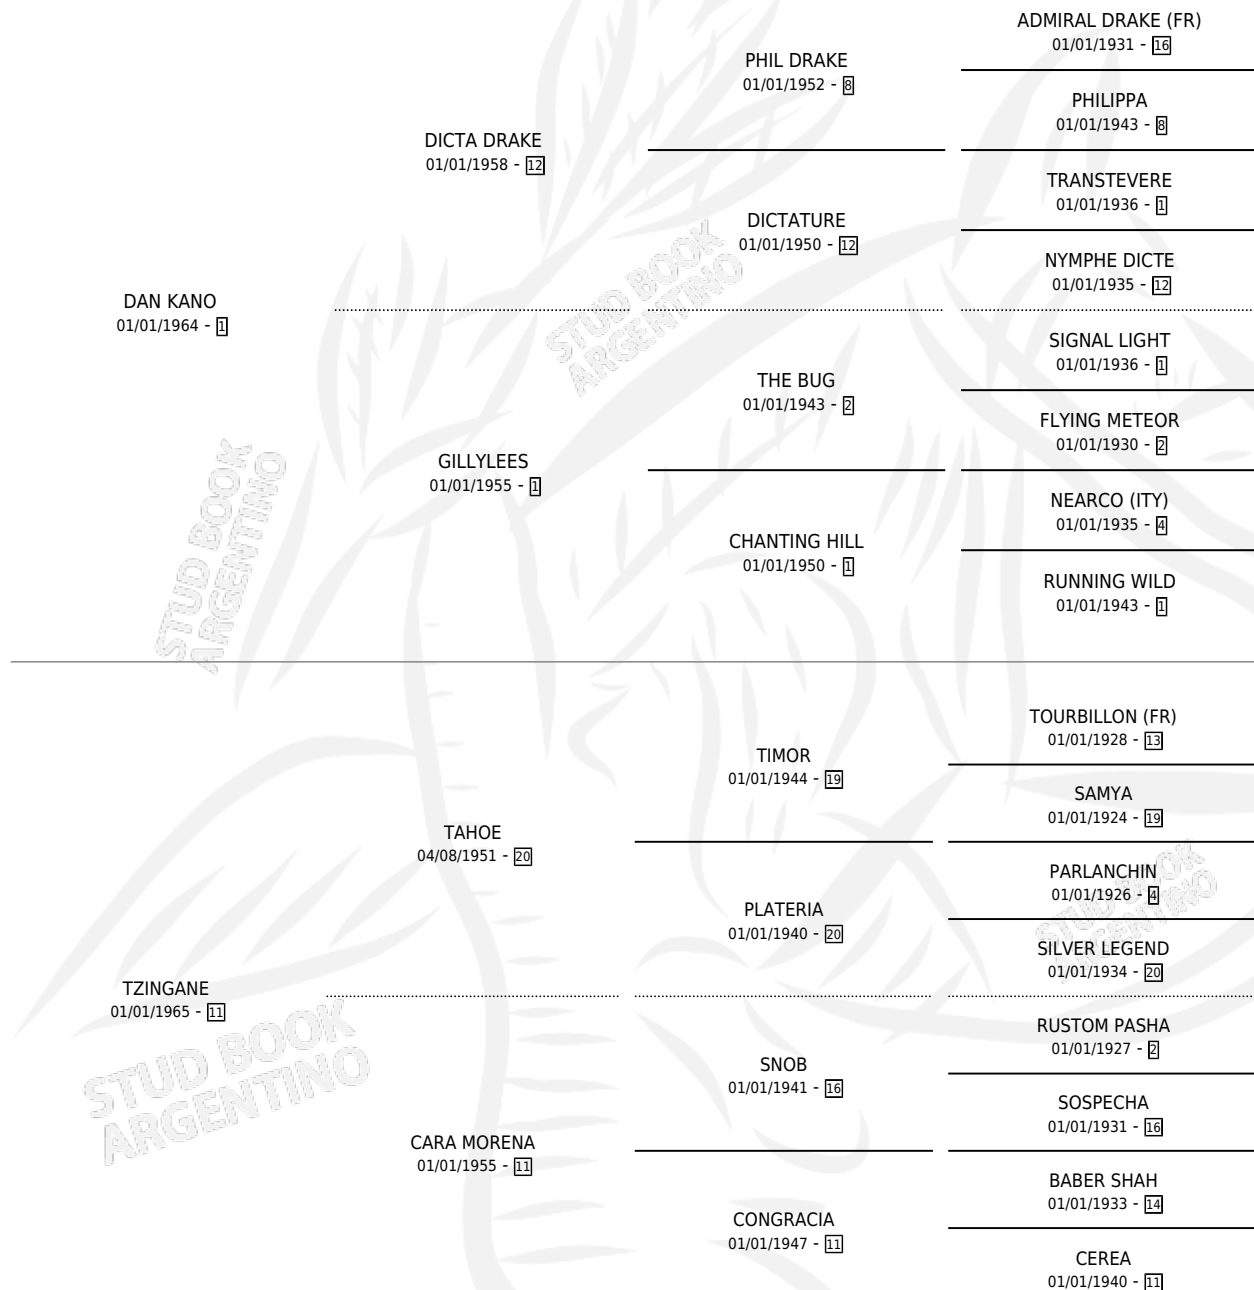 ADMIRAL DRAKE (FR)
01/01/1931 - 16
PHIL DRAKE
01/01/1952 - 8
PHILIPPA
01/01/1943 - 8
DICTA DRAKE
01/01/1958 - 12
TRANSTEVERE
01/01/1936 - 1
DICTATURE
01/01/1950 - 12
NYMPHE DICTE
01/01/1935 - 12
DAN KANO
01/01/1964 - 1
STUD BOOK
ARGENTINO
SIGNAL LIGHT
01/01/1936 - 1
THE BUG
01/01/1943 - 2
FLYING METEOR
01/01/1930 - 2
GILLYLEES
01/01/1955 - 1
NEARCO (ITY)
01/01/1935 - 4
CHANTING HILL
01/01/1950 - 1
RUNNING WILD
01/01/1943 - 1
STUD BOOK
ARGENTINO
TOURBILLON (FR)
01/01/1928 - 13
TIMOR
01/01/1944 - 19
SAMYA
01/01/1924 - 19
TAHOE
04/08/1951 - 20
PARLANCHIN
01/01/1926 - 4
PLATERIA
01/01/1940 - 20
SILVER LEGEND
01/01/1934 - 20
STUD BOOK
ARGENTINO
TZINGANE
01/01/1965 - 11
RUSTOM PASHA
01/01/1927 - 2
SNOB
01/01/1941 - 16
SOSPECHA
01/01/1931 - 16
STUD BOOK
ARGENTINO
CARA MORENA
01/01/1955 - 11
BABER SHAH
01/01/1933 - 14
CONGRACIA
01/01/1947 - 11
CEREA
01/01/1940 - 11